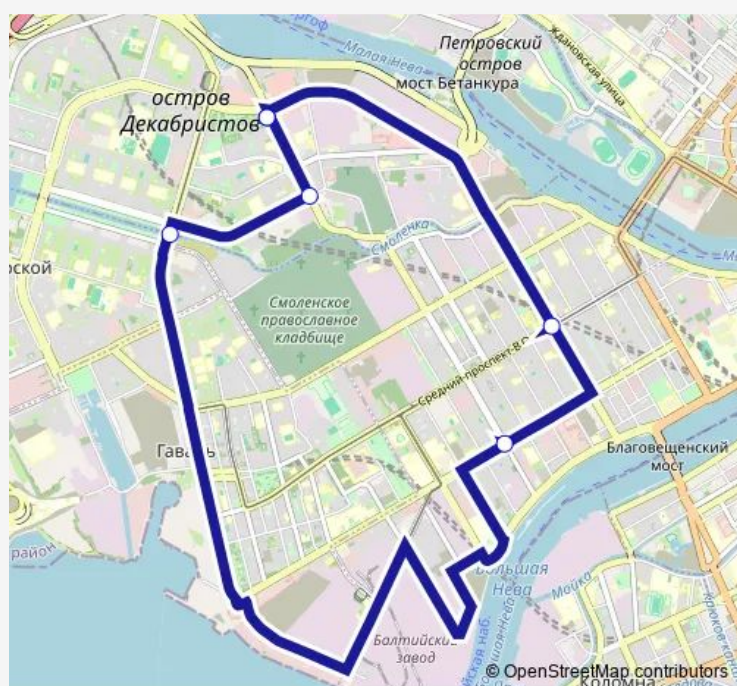 Малая Нева
Ждановская улица
Петровский
остров
мост Бетанкура
остров
Декабристов
Смоленка
Смоленское
православное
кладбище
Средний проспект В.О.
Гавань
Благовещенский
мост
Большая
Нева
Мойка
Балтийский
завод
район
© OpenStreetMap contributors
Коломна